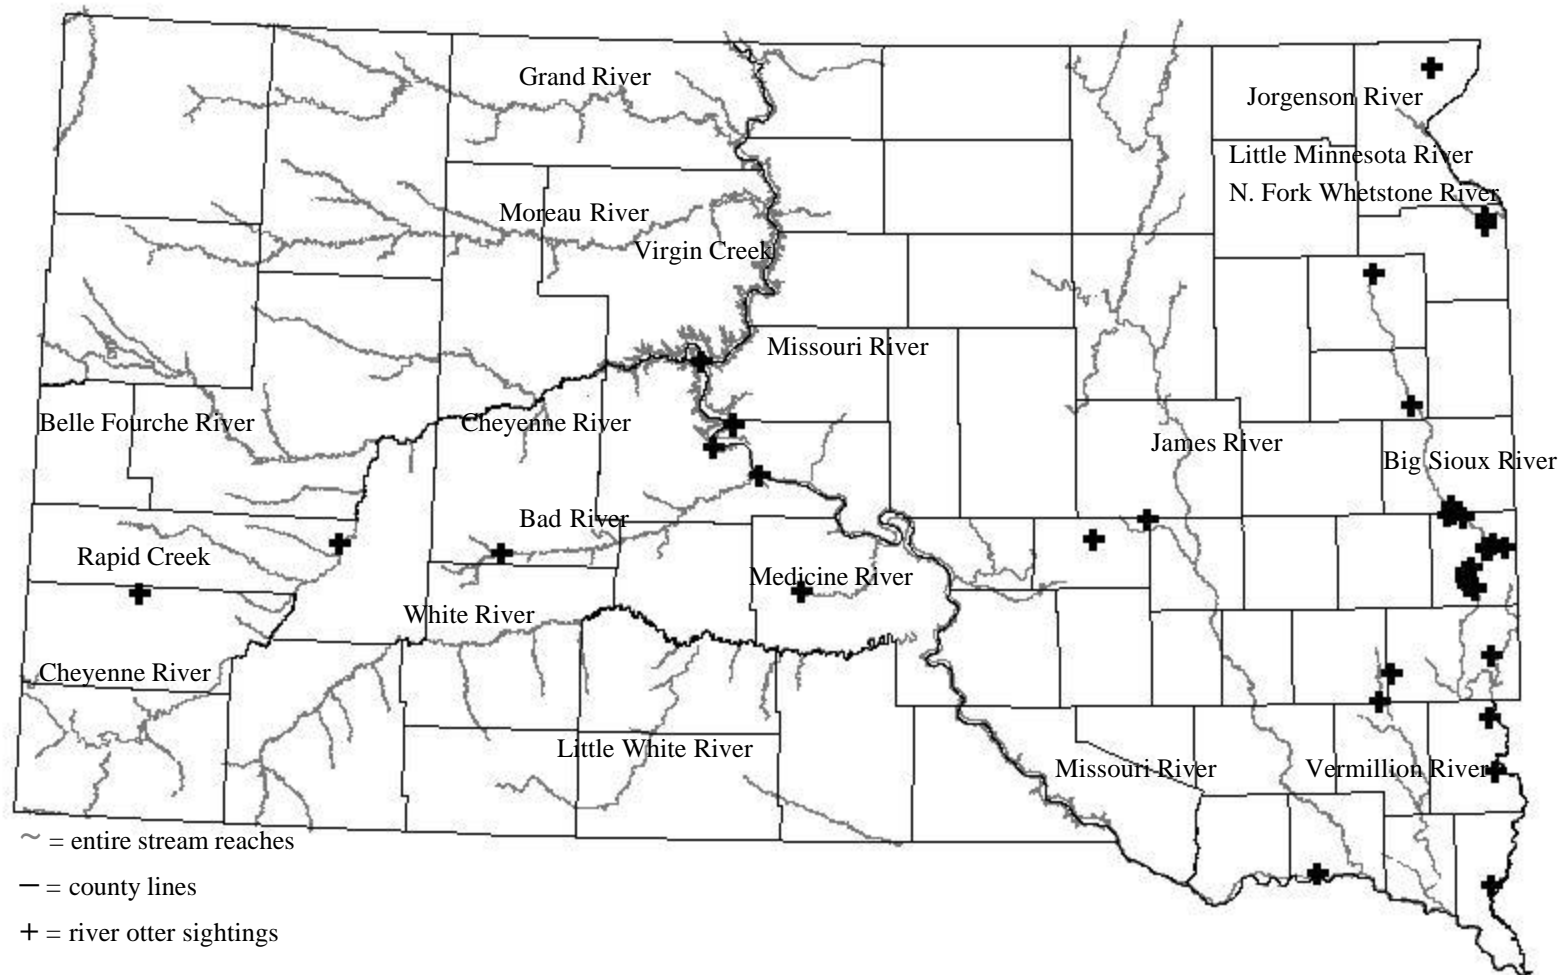 Grand River
Jorgenson River
Little Minnesota River
N. Fork Whetstone River
Moreau River
Virgin Creek
Missouri River
Belle Fourche River
Cheyenne River
James River
Big Sioux River
Bad River
Rapid Creek
Medicine River
White River
Cheyenne River
Little White River
Missouri River
Vermillion River
~ = entire stream reaches
– = county lines
+ = river otter sightings